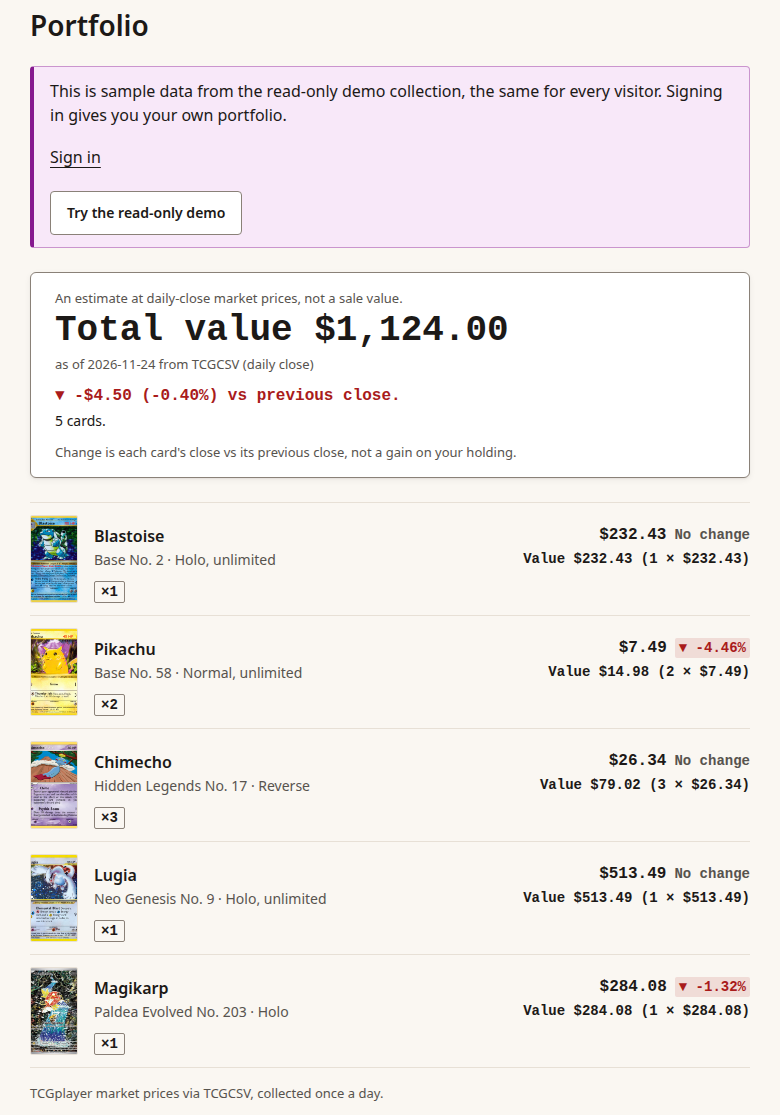 Portfolio
This is sample data from the read-only demo collection, the same for every visitor. Signing
in gives you your own portfolio.
Sign in
Try the read-only demo
An estimate at daily-close market prices, not a sale value.
Total value $1,124.00
as of 2026-11-24 from TCGCSV (daily close)
▼ -$4.50 (-0.40%) vs previous close.
5 cards.
Change is each card's close vs its previous close, not a gain on your holding.
Blastoise
$232.43 No change
Base No. 2 · Holo, unlimited
Value $232.43 (1 × $232.43)
×1
Pikachu
$7.49 ▼ -4.46%
Base No. 58 · Normal, unlimited
Value $14.98 (2 × $7.49)
×2
Chimecho
$26.34 No change
Hidden Legends No. 17 · Reverse
Value $79.02 (3 × $26.34)
×3
Lugia
$513.49 No change
Neo Genesis No. 9 · Holo, unlimited
Value $513.49 (1 × $513.49)
×1
Magikarp
$284.08 ▼ -1.32%
Paldea Evolved No. 203 · Holo
Value $284.08 (1 × $284.08)
×1
TCGplayer market prices via TCGCSV, collected once a day.